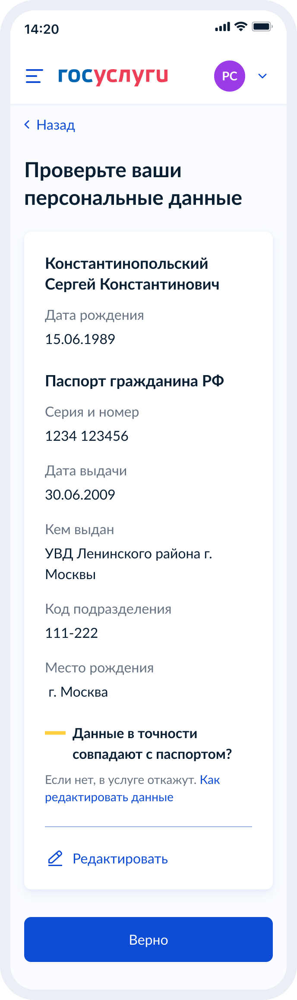 14:20
госуслуги
РС
Назад
Проверьте ваши
персональные данные
Константинопольский
Сергей Константинович
Дата рождения
15.06.1989
Паспорт гражданина РФ
Серия и номер
1234 123456
Дата выдачи
30.06.2009
Кем выдан
УВД Ленинского района г.
Москвы
Код подразделения
111-222
Место рождения
г. Москва
Данные в точности
совпадают с паспортом?
Если нет, в услуге откажут. Как
редактировать данные
Редактировать
Верно